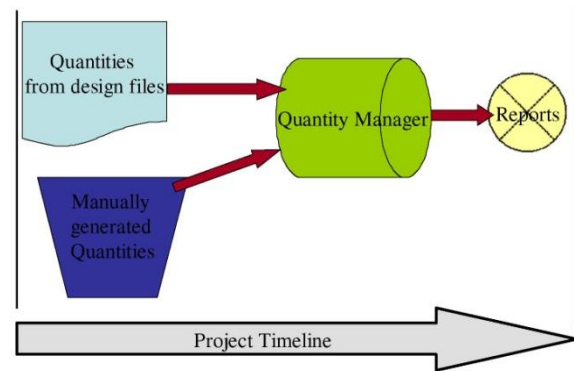 Quantities
from design files
Quantity Manager
Reports
Manually
generated
Quantities
Project Timeline